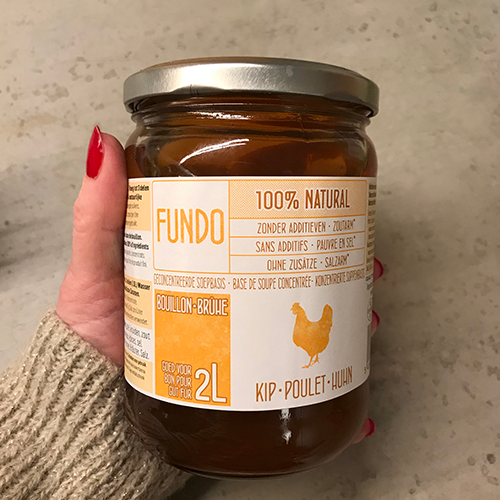 FUNDO
100% NATURAL
ZONDER ADDITIEVEN - ZOUTARM*
SANS ADDITIFS - PAUVRE EN SEL*
OHNE ZUSÄTZE - SALZARM*
GECONCENTREERDE SOEPBASIS - BASE DE SOUPE CONCENTRÉE - KONZENTRIERTE
BOUILLON-BRÜHE
GOED VOOR
BON POUR
GUT FÜR
2L
KIP - POULET - HUHN